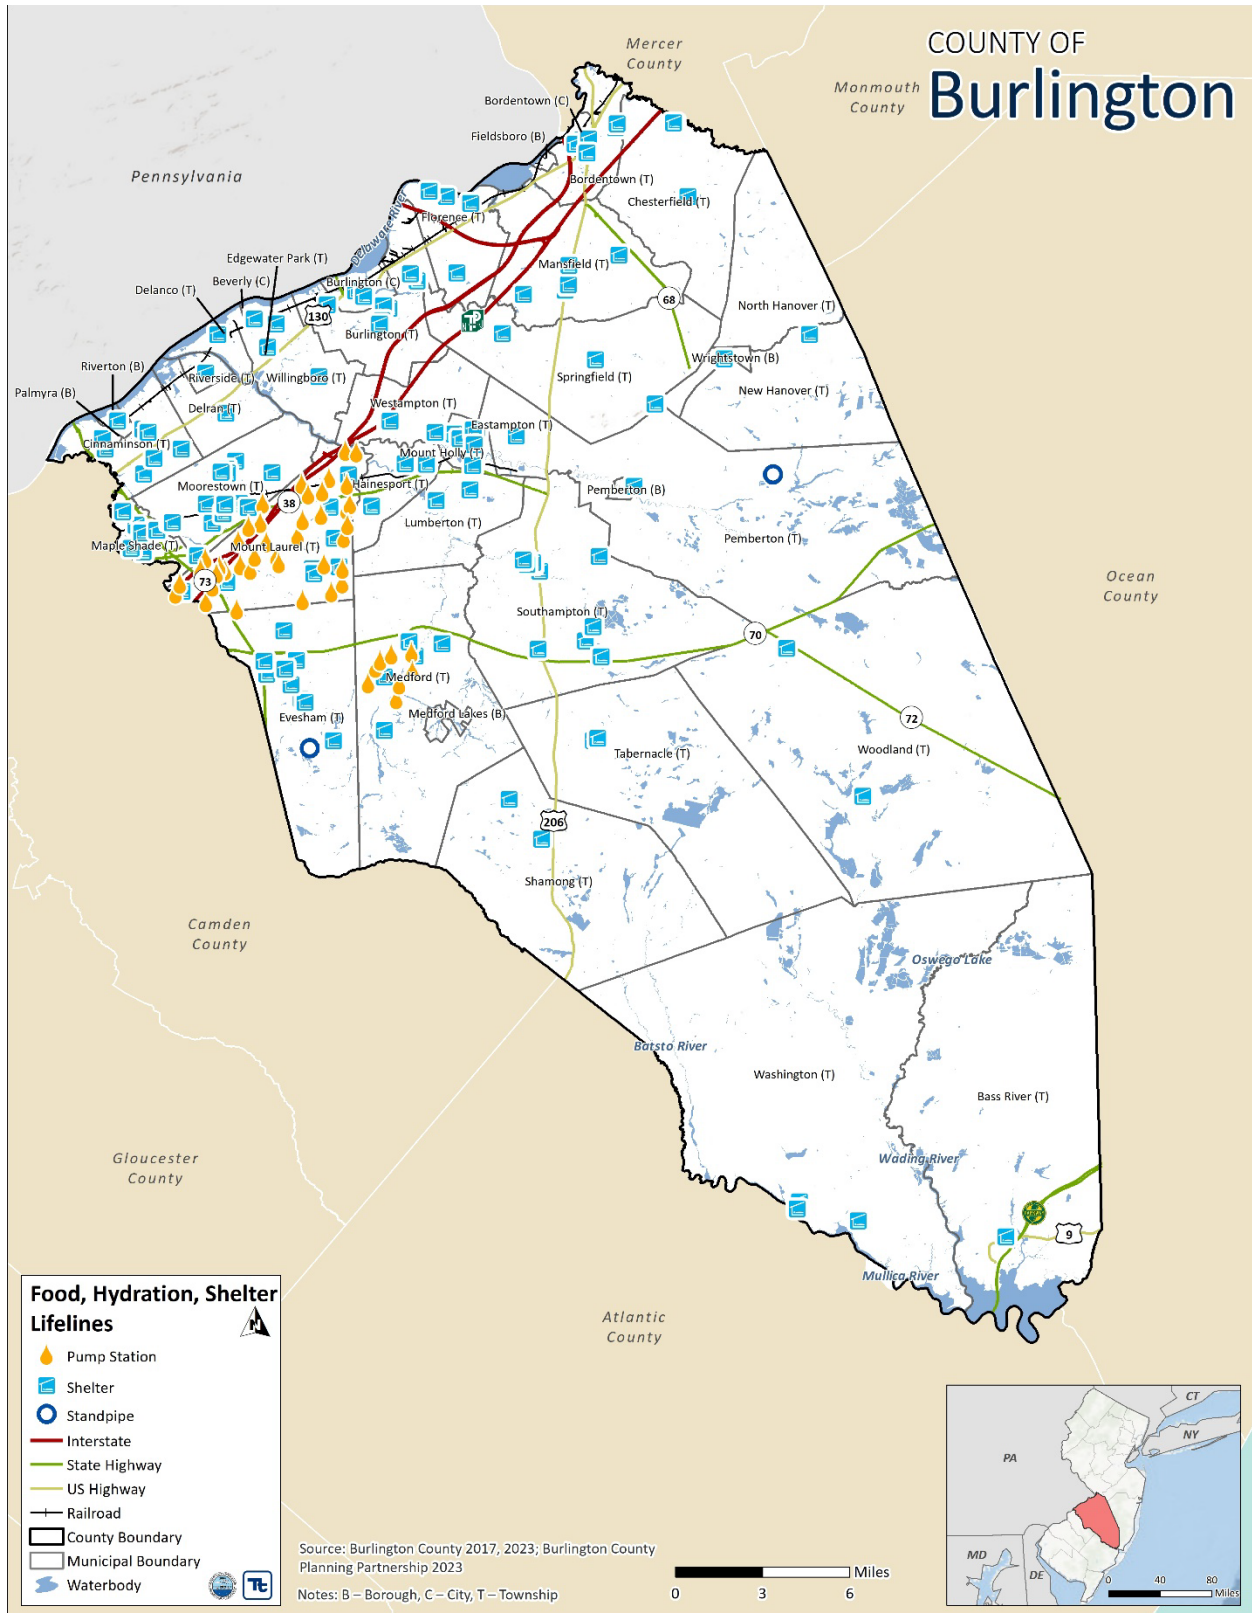 COUNTY OF
Burlington
Mercer
County
Monmouth
County
Pennsylvania
Bordentown (C)
Fieldsboro (B)
Bordentown (T)
Chesterfield (T)
Florence (T)
Delaware River
Mansfield (T)
Edgewater Park (T)
Beverly (C)
Burlington (C)
Delanco (T)
130
68
North Hanover (T)
Burlington (T)
TP
Riverton (B)
Riverside (T)
Willingboro (T)
Springfield (T)
Wrightstown (B)
New Hanover (T)
Palmyra (B)
Delran (T)
Westampton (T)
Eastampton (T)
Cinnaminson (T)
Mount Holly (T)
Moorestown (T)
Hainesport (T)
Pemberton (B)
38
Lumberton (T)
Pemberton (T)
Maple Shade (T)
Mount Laurel (T)
73
Ocean
County
Southampton (T)
70
Medford (T)
Evesham (T)
Medford Lakes (B)
72
Tabernacle (T)
Woodland (T)
206
Shamong (T)
Camden
County
Oswego Lake
Batsto River
Washington (T)
Bass River (T)
Gloucester
County
Wading River
9
Mullica River
Atlantic
County
Food, Hydration, Shelter
Lifelines
N
Pump Station
Shelter
Standpipe
Interstate
State Highway
US Highway
Railroad
County Boundary
Municipal Boundary
Waterbody
Tt
Source: Burlington County 2017, 2023; Burlington County
Planning Partnership 2023
Notes: B – Borough, C – City, T – Township
Miles
0 3 6
CT
NY
PA
MD
DE
0 40 80
Miles